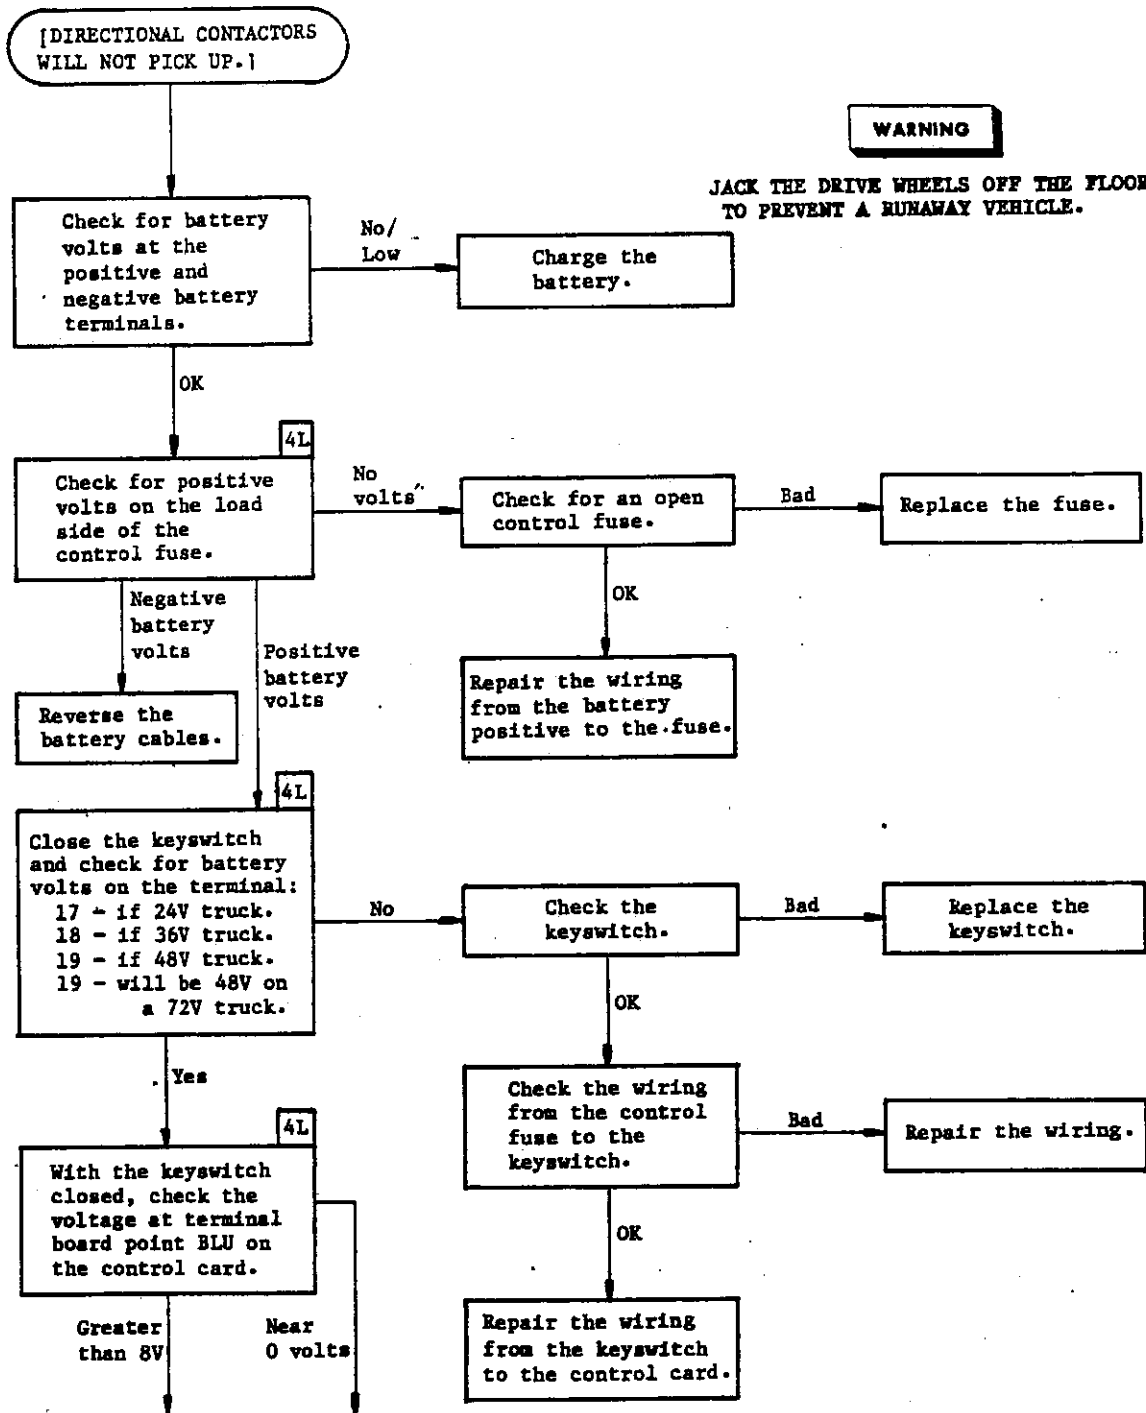 [DIRECTIONAL CONTACTORS
WILL NOT PICK UP.]
WARNING
JACK THE DRIVE WHEELS OFF THE FLOOR
TO PREVENT A RUNAWAY VEHICLE.
Check for battery
volts at the
positive and
negative battery
terminals.
No/
Low
Charge the
battery.
OK
4L
Check for positive
volts on the load
side of the
control fuse.
No
volts
Check for an open
control fuse.
Bad
Replace the fuse.
Negative
battery
volts
Positive
battery
volts
OK
Reverse the
battery cables.
Repair the wiring
from the battery
positive to the fuse.
4L
Close the keyswitch
and check for battery
volts on the terminal:
17 - if 24V truck.
18 - if 36V truck.
19 - if 48V truck.
19 - will be 48V on
a 72V truck.
No
Check the
keyswitch.
Bad
Replace the
keyswitch.
Yes
OK
4L
With the keyswitch
closed, check the
voltage at terminal
board point BLU on
the control card.
Check the wiring
from the control
fuse to the
keyswitch.
Bad
Repair the wiring.
OK
Greater
than 8V
Near
0 volts
Repair the wiring
from the keyswitch
to the control card.